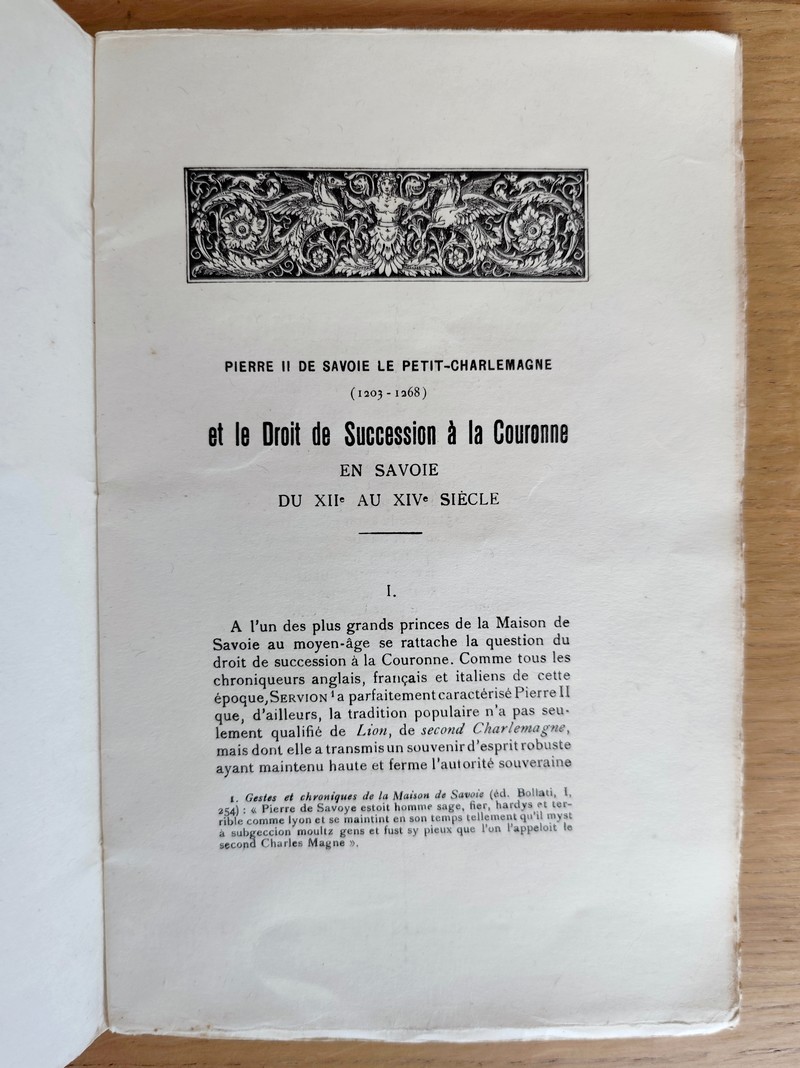 PIERRE II DE SAVOIE LE PETIT-CHARLEMAGNE
(1203-1268)
et le Droit de Succession à la Couronne
EN SAVOIE
DU XIIe AU XIVe SIÈCLE
I.
A l'un des plus grands princes de la Maison de
Savoie au moyen-âge se rattache la question du
droit de succession à la Couronne. Comme tous les
chroniqueurs anglais, français et italiens de cette
époque, SERVION 1 a parfaitement caractérisé Pierre II
que, d'ailleurs, la tradition populaire n'a pas seu-
lement qualifié de Lion, de second Charlemagne,
mais dont elle a transmis un souvenir d'esprit robuste
ayant maintenu haute et ferme l'autorité souveraine
1. Gestes et chroniques de la Maison de Savoie (éd. Bollati, I,
254) : « Pierre de Savoye estoit homme sage, fier, hardys et ter-
rible comme lyon et se maintint en son temps tellement qu'il myst
à subgeccion moultz gens et fust sy pieux que l'on l'appeloit le
second Charles Magne ».